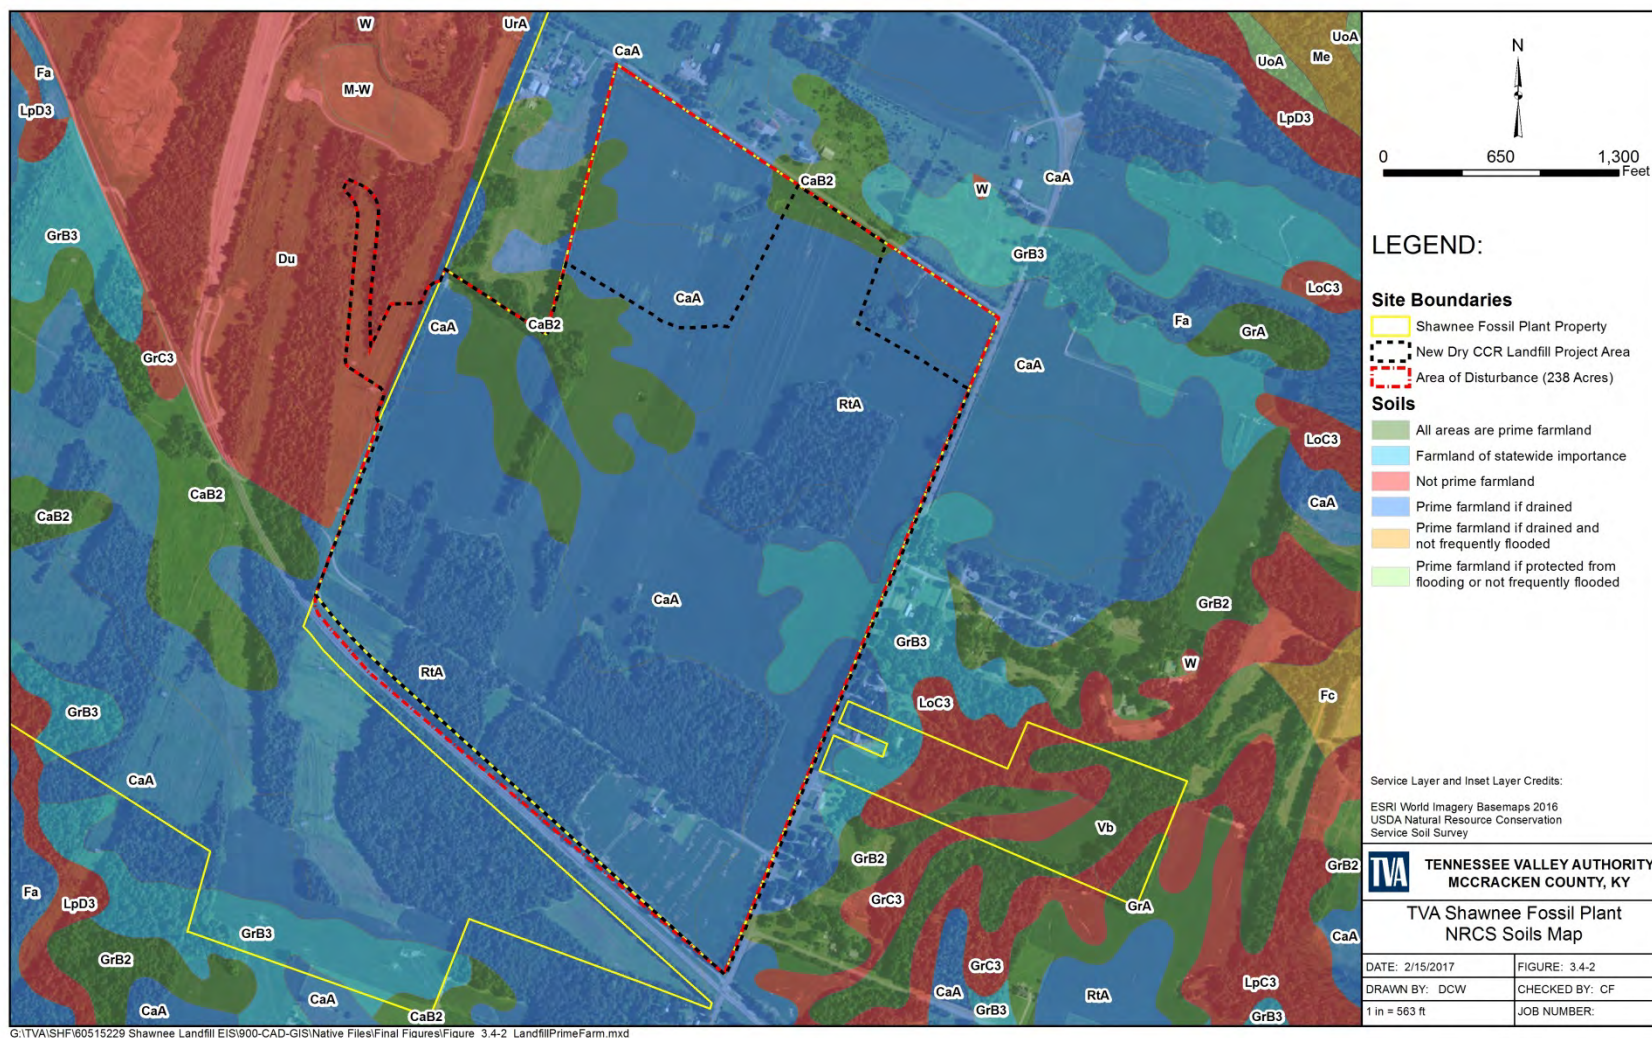 W
UrA
CaA
UoA
Me
UoA
Fa
M-W
LpD3
LpD3
CaB2
CaA
W
GrB3
Du
GrB3
LoC3
CaA
CaA
Fa
GrA
CaB2
GrC3
CaA
RtA
LoC3
CaB2
CaB2
CaA
CaA
GrB2
GrB3
RtA
W
Fc
LoC3
GrB3
CaA
Vb
GrB2
GrB2
Fa
LpD3
GrC3
GrA
GrB3
CaA
GrB2
GrC3
LpC3
CaA
RtA
CaA
CaA
CaB2
GrB3
GrB3
N
0 650 1,300
Feet
LEGEND:
Site Boundaries
Shawnee Fossil Plant Property
New Dry CCR Landfill Project Area
Area of Disturbance (238 Acres)
Soils
All areas are prime farmland
Farmland of statewide importance
Not prime farmland
Prime farmland if drained
Prime farmland if drained and
not frequently flooded
Prime farmland if protected from
flooding or not frequently flooded
Service Layer and Inset Layer Credits:
ESRI World Imagery Basemaps 2016
USDA Natural Resource Conservation
Service Soil Survey
TVA
TENNESSEE VALLEY AUTHORITY
MCCRACKEN COUNTY, KY
TVA Shawnee Fossil Plant
NRCS Soils Map
DATE: 2/15/2017 FIGURE: 3.4-2
DRAWN BY: DCW CHECKED BY: CF
1 in = 563 ft JOB NUMBER:
G:\TVA\SHF\60515229 Shawnee Landfill EIS\900-CAD-GIS\Native Files\Final Figures\Figure_3.4-2_LandfillPrimeFarm.mxd